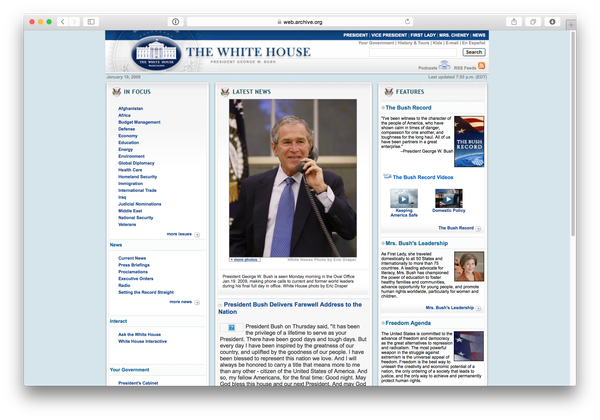 web.archive.org
PRESIDENT | VICE PRESIDENT | FIRST LADY | MRS. CHENEY | NEWS
Your Government | History & Tours | Kids | E-mail | En Español
THE WHITE HOUSE
PRESIDENT GEORGE W. BUSH
Search
Podcasts
RSS Feeds
January 19, 2009
Last updated 7:03 p.m. (EDT)
IN FOCUS
Afghanistan
Africa
Budget Management
Defense
Economy
Education
Energy
Environment
Global Diplomacy
Health Care
Homeland Security
Immigration
International Trade
Iraq
Judicial Nominations
Middle East
National Security
Veterans
more issues
News
Current News
Press Briefings
Proclamations
Executive Orders
Radio
Setting the Record Straight
more news
Interact
Ask the White House
White House Interactive
Your Government
President's Cabinet
LATEST NEWS
+ more photos
White House Photo by Eric Draper
President George W. Bush is seen Monday morning in the Oval Office
Jan.19, 2009, making phone calls to current and former world leaders
during his final full day in office. White House photo by Eric Draper
President Bush Delivers Farewell Address to the
Nation
President Bush on Thursday said, "It has been
the privilege of a lifetime to serve as your
President. There have been good days and tough days. But
every day I have been inspired by the greatness of our
country, and uplifted by the goodness of our people. I have
been blessed to represent this nation we love. And I will
always be honored to carry a title that means more to me
than any other - citizen of the United States of America. And
so, my fellow Americans, for the final time: Good night. May
God bless this house and our next President. And may God
FEATURES
The Bush Record
"I've been witness to the character of
the people of America, who have
shown calm in times of danger,
compassion for one another, and
toughness for the long haul. All of us
have been partners in a great
enterprise."
--President George W. Bush
THE BUSH
RECORD
The Bush Record Videos
Keeping
America Safe
Domestic Policy
The Bush Record
Mrs. Bush's Leadership
As First Lady, she traveled
domestically to all 50 States and
internationally to more than 75
countries. A leading advocate for
literacy, Mrs. Bush has championed
the power of education to foster
healthy families and communities,
advance opportunity for young people, and promote
human rights worldwide, particularly for women and
children.
Mrs. Bush's Leadership
Freedom Agenda
The United States is committed to the
advance of freedom and democracy
as the great alternatives to repression
and radicalism. The most powerful
weapon in the struggle against
extremism is the universal appeal of
freedom. Freedom is the best way to
unleash the creativity and economic potential of a
nation, the only ordering of a society that leads to
justice, and the only way to achieve and permanently
protect human rights.